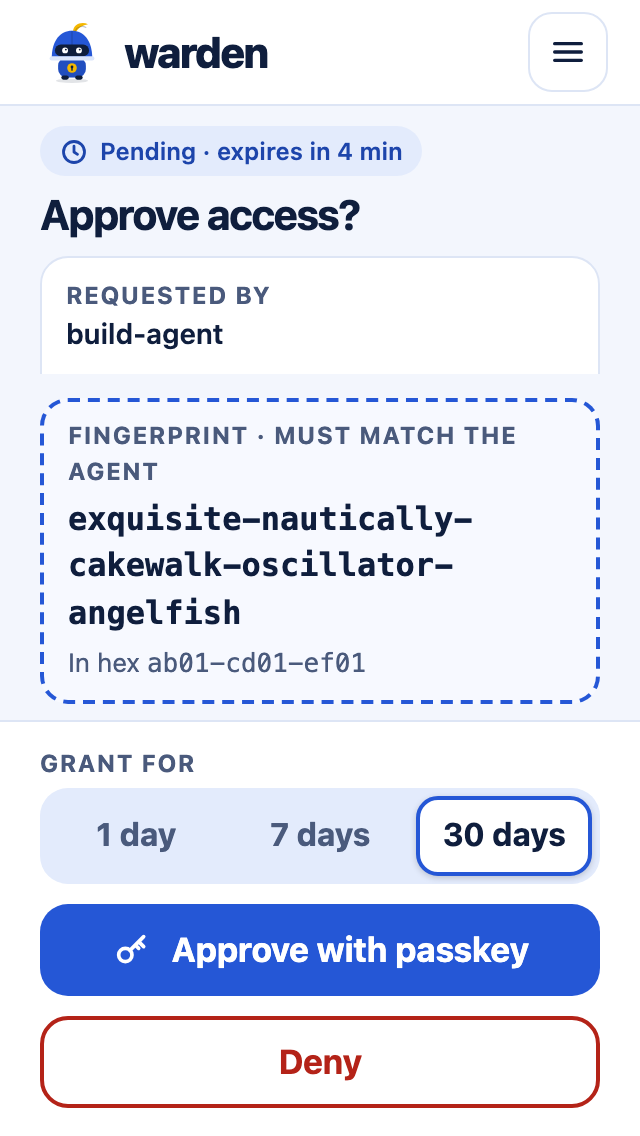 warden
Pending · expires in 4 min
Approve access?
REQUESTED BY
build-agent
FINGERPRINT · MUST MATCH THE
AGENT
exquisite-nautically-
cakewalk-oscillator-
angelfish
In hex ab01-cd01-ef01
GRANT FOR
1 day 7 days 30 days
Approve with passkey
Deny